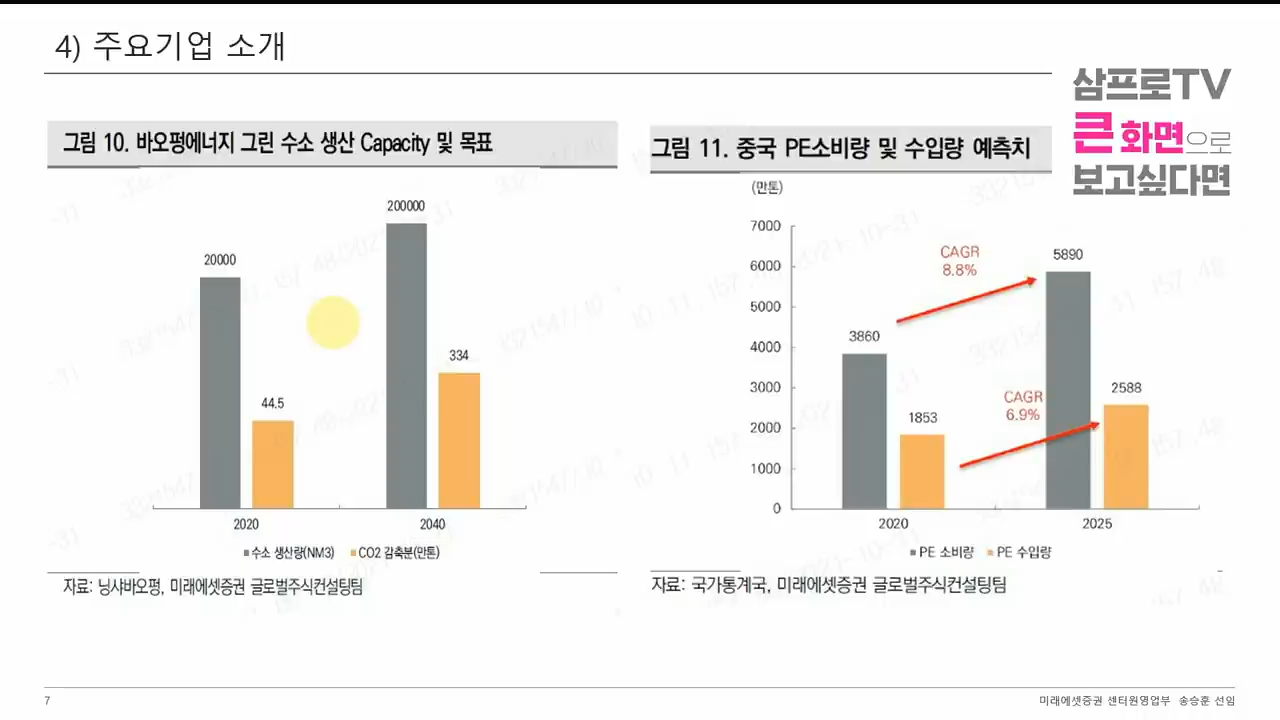 4) 주요기업 소개
삼프로TV
큰 화면으로
보고싶다면
그림 10. 바오펑에너지 그린 수소 생산 Capacity 및 목표
200000
20000
334
44.5
2020
2040
수소 생산량(NM3)
CO2 감축분(만톤)
자료: 닝샤바오펑, 미래에셋증권 글로벌주식컨설팅팀
그림 11. 중국 PE소비량 및 수입량 예측치
(만톤)
7000
6000
5000
4000
3000
2000
1000
0
CAGR
8.8%
5890
3860
CAGR
6.9%
2588
1853
2020
2025
PE 소비량
PE 수입량
자료: 국가통계국, 미래에셋증권 글로벌주식컨설팅팀
7
미래에셋증권 센터원영업부 송승훈 선임